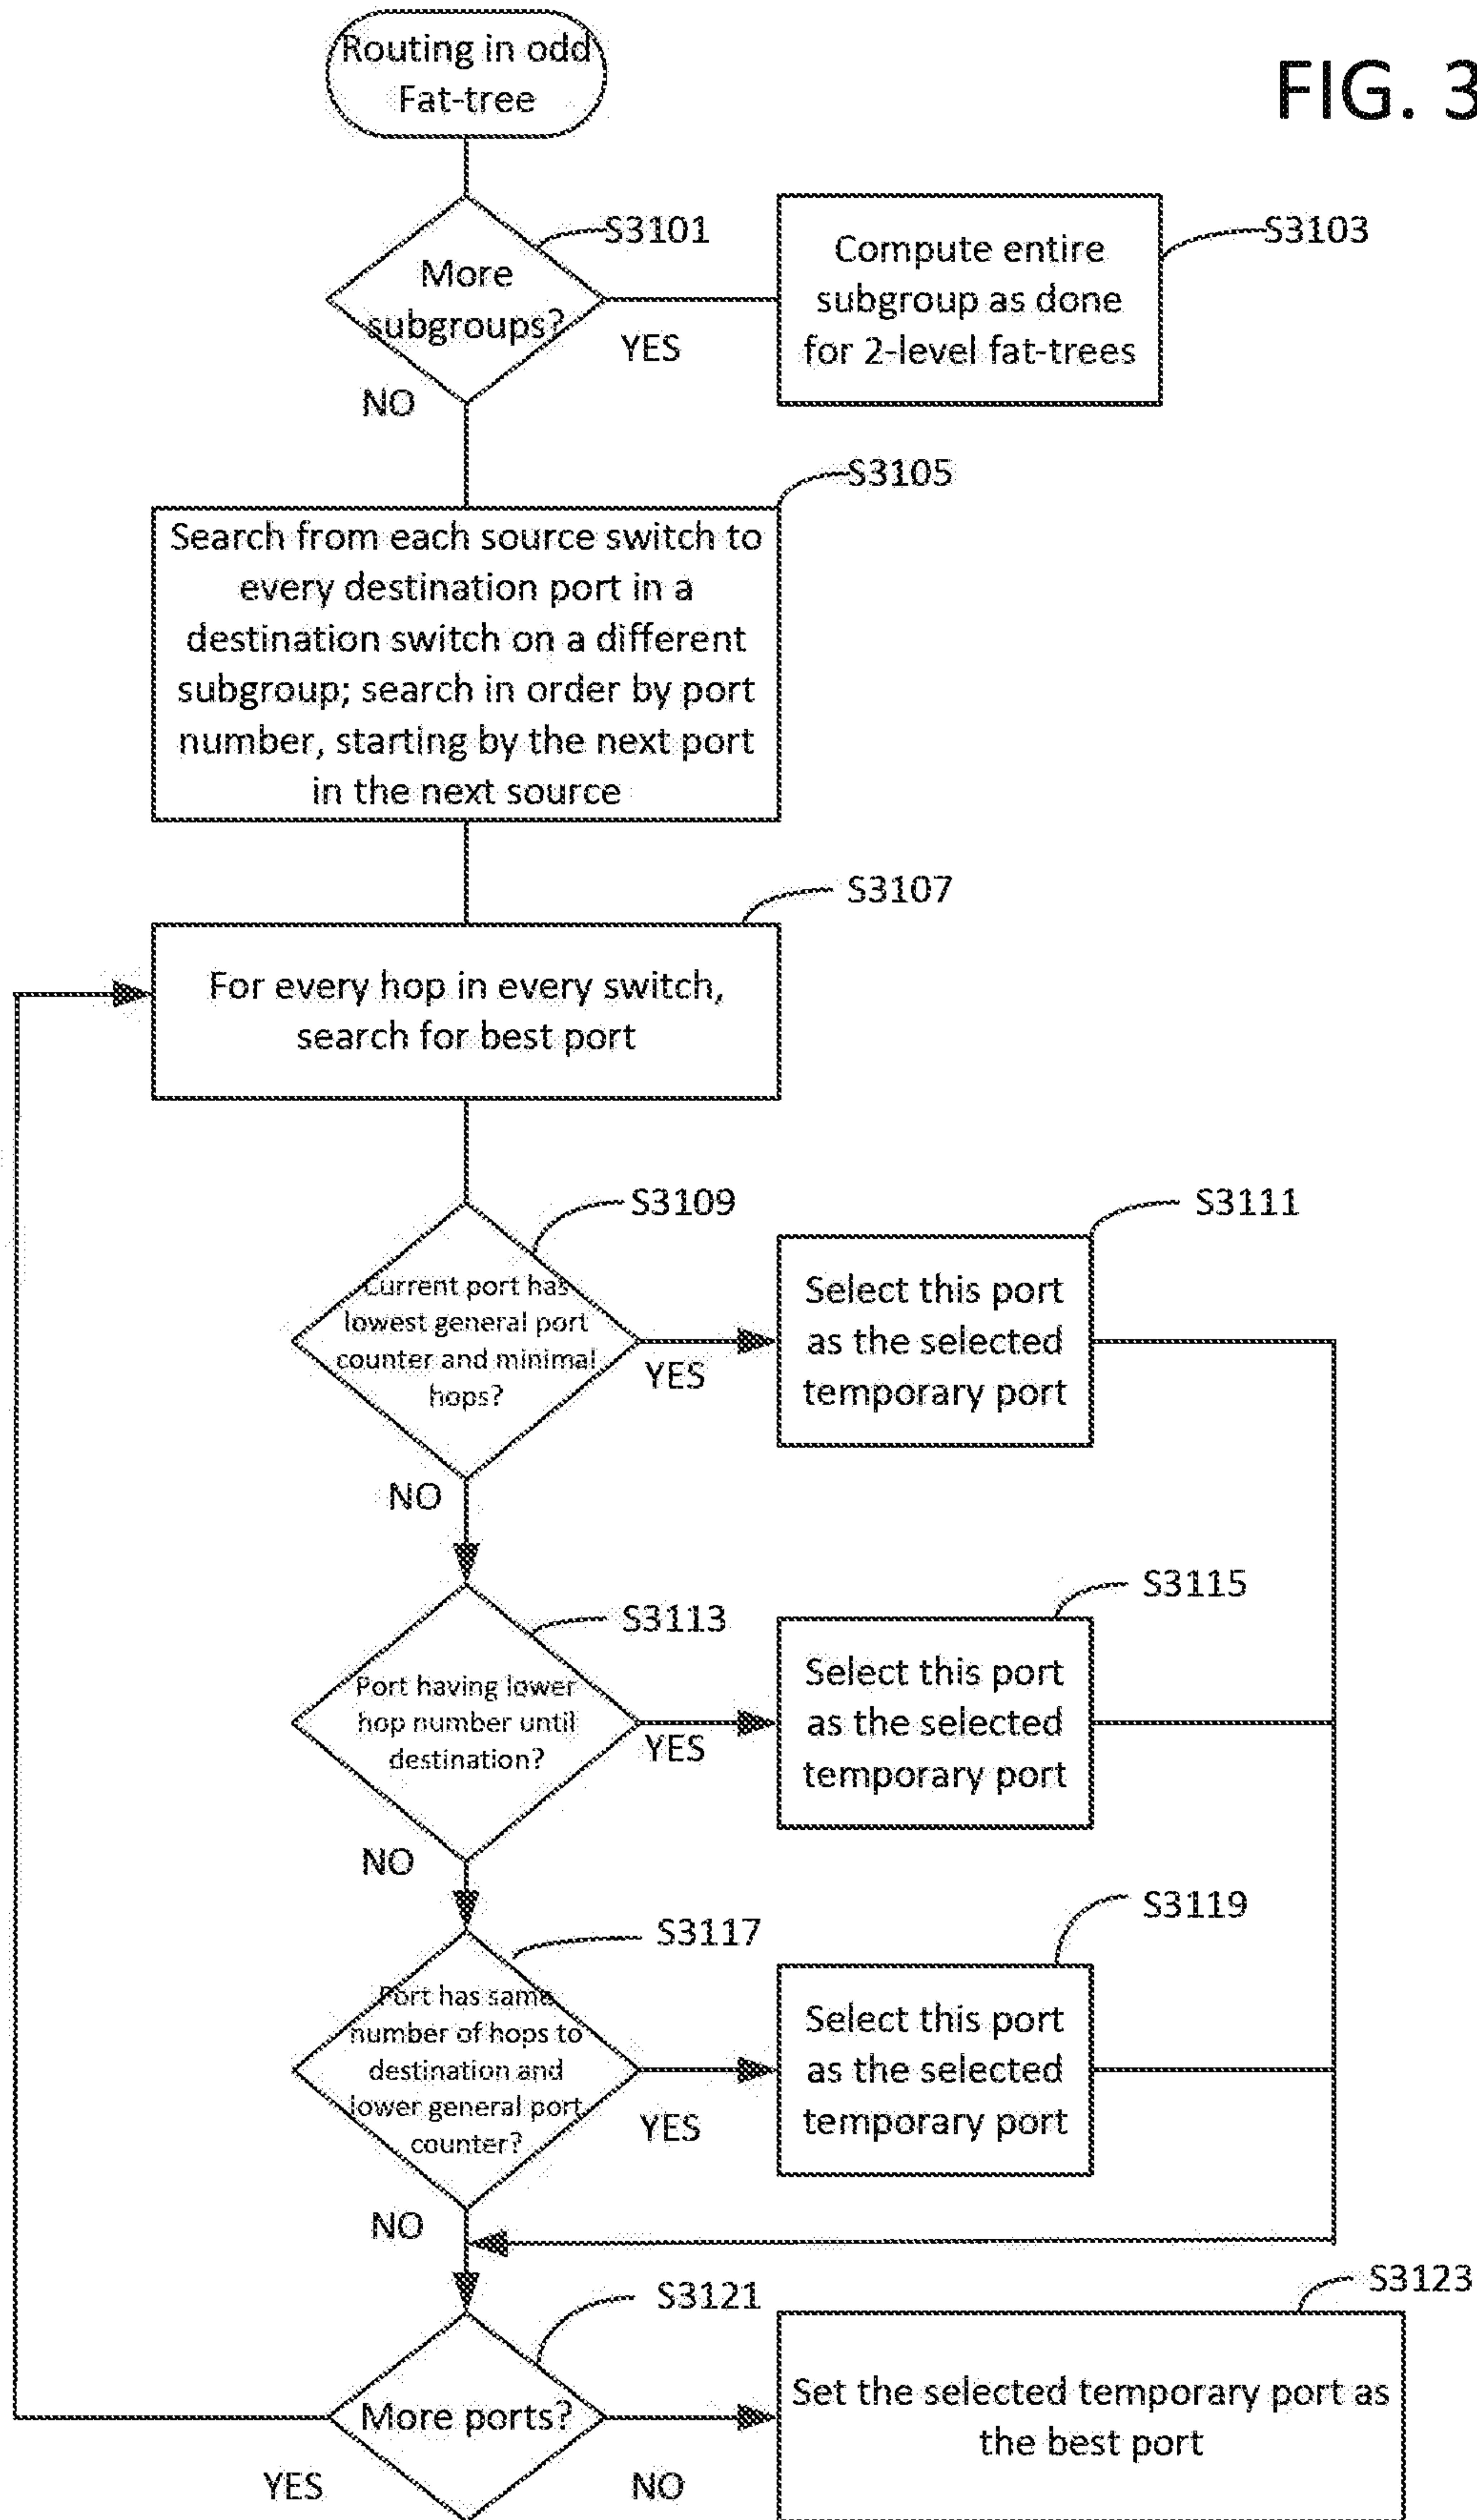 FIG. 3
Routing in odd
Fat-tree
S3101
More
subgroups?
YES
NO
S3103
Compute entire
subgroup as done
for 2-level fat-trees
S3105
Search from each source switch to
every destination port in a
destination switch on a different
subgroup; search in order by port
number, starting by the next port
in the next source
S3107
For every hop in every switch,
search for best port
S3109
Current port has
lowest general port
counter and minimal
hops?
YES
NO
S3111
Select this port
as the selected
temporary port
S3113
Port having lower
hop number until
destination?
YES
NO
S3115
Select this port
as the selected
temporary port
S3117
Port has same
number of hops to
destination and
lower general port
counter?
YES
NO
S3119
Select this port
as the selected
temporary port
S3121
More ports?
YES
NO
S3123
Set the selected temporary port as
the best port